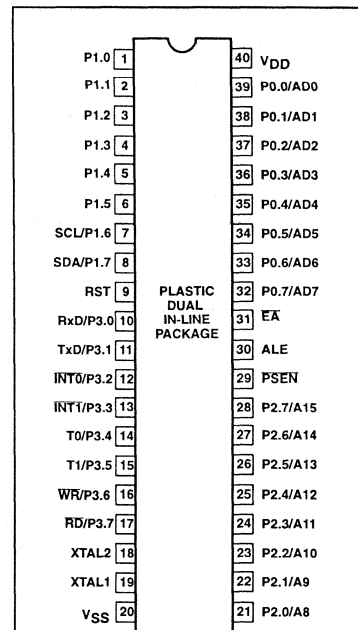 P1.0 1
P1.1 2
P1.2 3
P1.3 4
P1.4 5
P1.5 6
SCL/P1.6 7
SDA/P1.7 8
RST 9
RxD/P3.0 10
TxD/P3.1 11
INT0/P3.2 12
INT1/P3.3 13
T0/P3.4 14
T1/P3.5 15
WR/P3.6 16
RD/P3.7 17
XTAL2 18
XTAL1 19
VSS 20
PLASTIC
DUAL
IN-LINE
PACKAGE
40 VDD
39 P0.0/AD0
38 P0.1/AD1
37 P0.2/AD2
36 P0.3/AD3
35 P0.4/AD4
34 P0.5/AD5
33 P0.6/AD6
32 P0.7/AD7
31 EA
30 ALE
29 PSEN
28 P2.7/A15
27 P2.6/A14
26 P2.5/A13
25 P2.4/A12
24 P2.3/A11
23 P2.2/A10
22 P2.1/A9
21 P2.0/A8